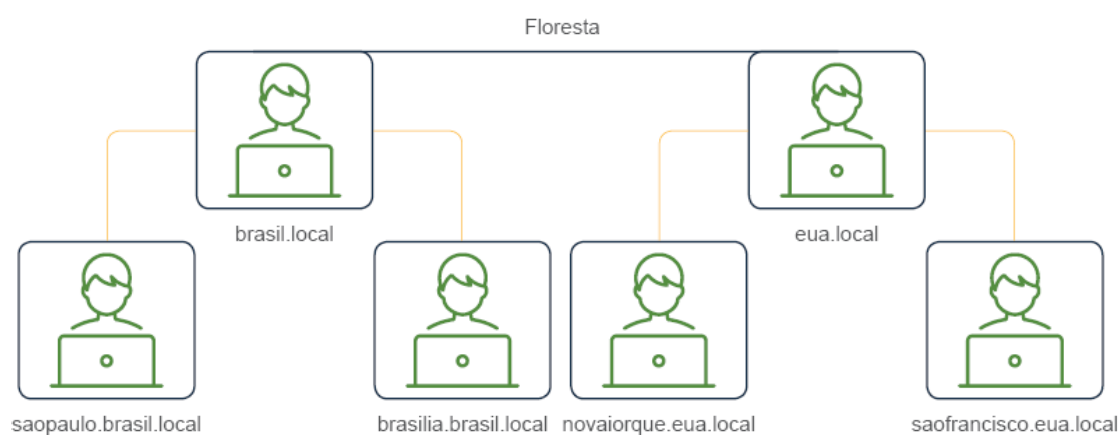 Floresta
brasil.local
eua.local
saopaulo.brasil.local
brasilia.brasil.local
novaiorque.eua.local
saofrancisco.eua.local